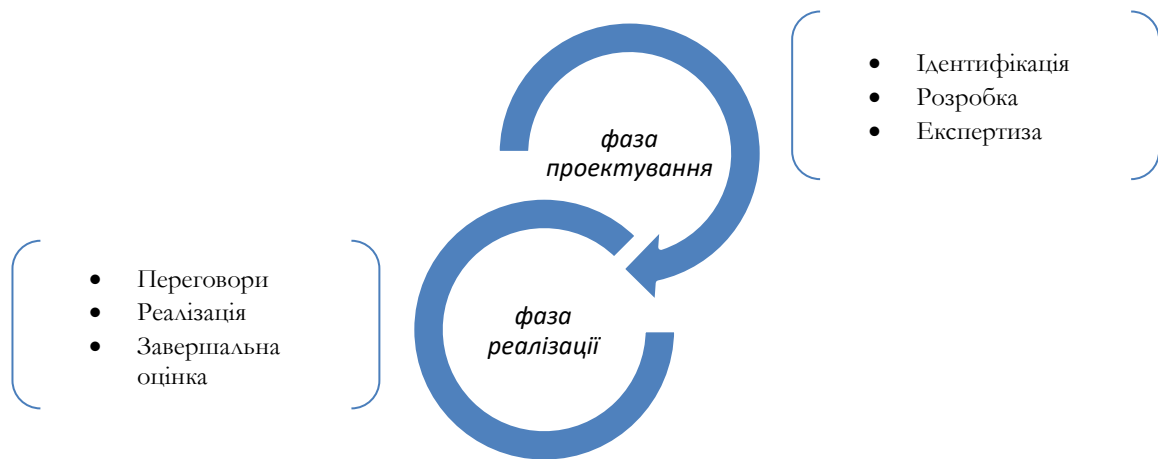 • Ідентифікація
• Розробка
• Експертиза
фаза
проектування
• Переговори
• Реалізація
• Завершальна
оцінка
фаза
реалізації